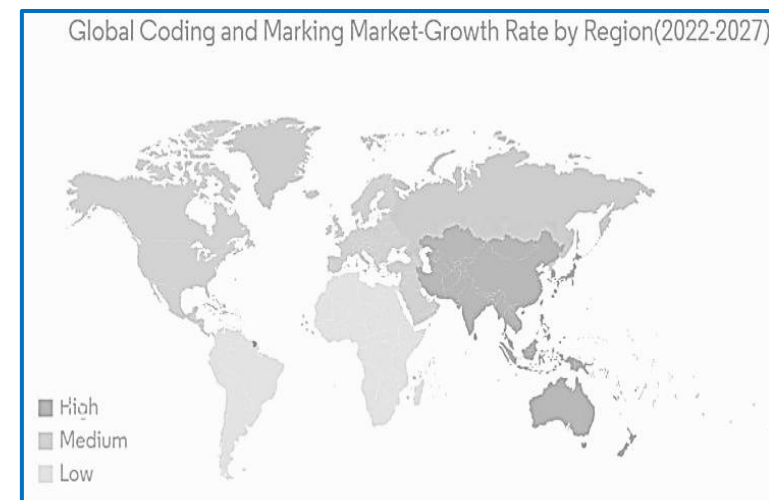 Global Coding and Marking Market-Growth Rate by Region(2022-2027)
High
Medium
Low